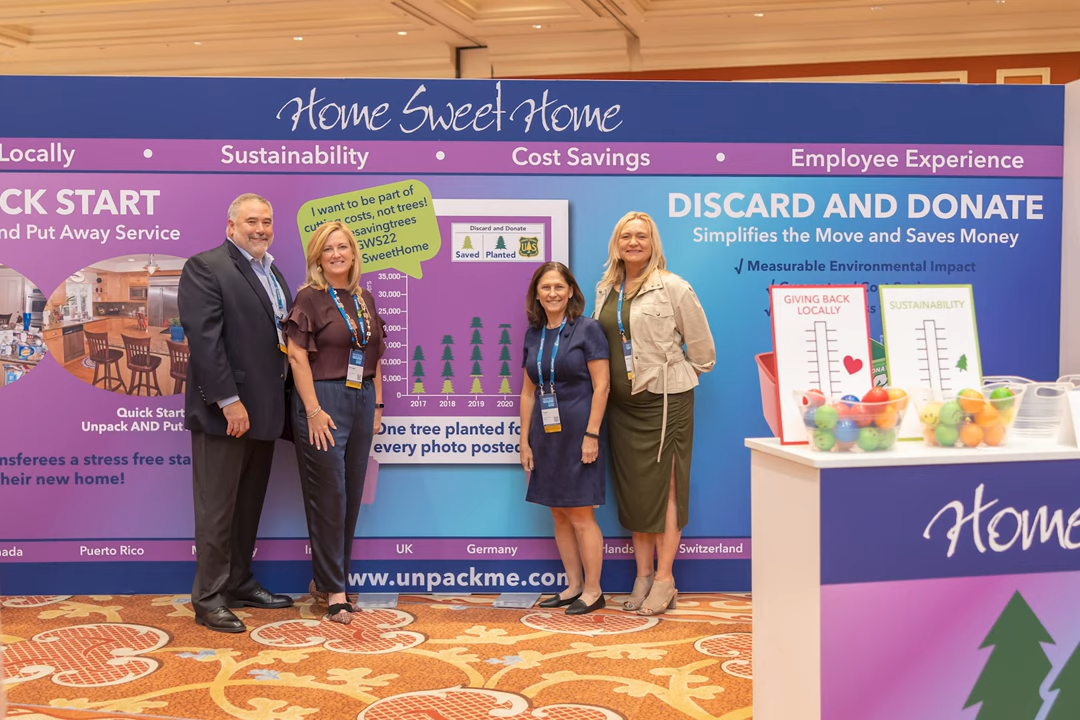 Home Sweet Home
Locally • Sustainability • Cost Savings • Employee Experience
CK START
nd Put Away Service
I want to be part of
cutting costs, not trees!
esavingtrees
GWS22
SweetHome
Discard and Donate
Saved Planted
35,000
30,000
25,000
20,000
15,000
10,000
5,000
0
2017 2018 2019 2020
One tree planted fo
every photo posted
Quick Start
Unpack AND Put
nsferees a stress free sta
heir new home!
DISCARD AND DONATE
Simplifies the Move and Saves Money
√ Measurable Environmental Impact
GIVING BACK
LOCALLY
SUSTAINABILITY
nada Puerto Rico UK Germany rlands Switzerland
www.unpackme.com
Home